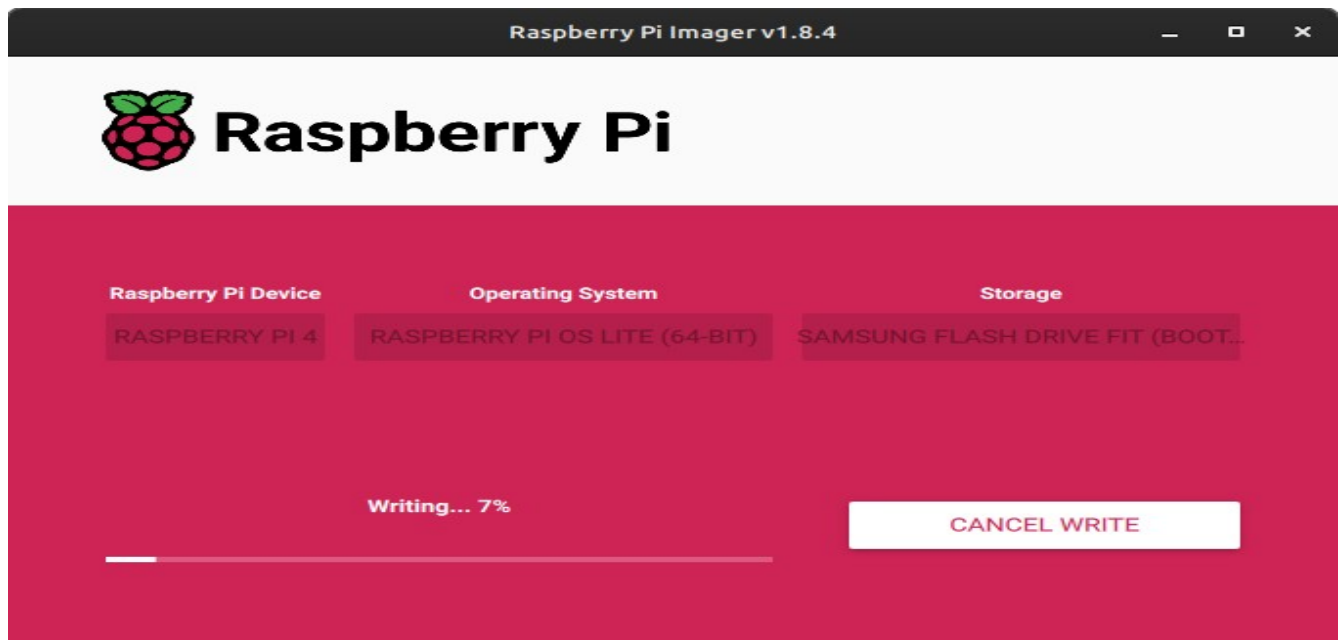 Raspberry Pi Imager v1.8.4
Raspberry Pi
Raspberry Pi Device
Operating System
Storage
RASPBERRY PI 4
RASPBERRY PI OS LITE (64-BIT)
SAMSUNG FLASH DRIVE FIT (BOOT...
Writing... 7%
CANCEL WRITE